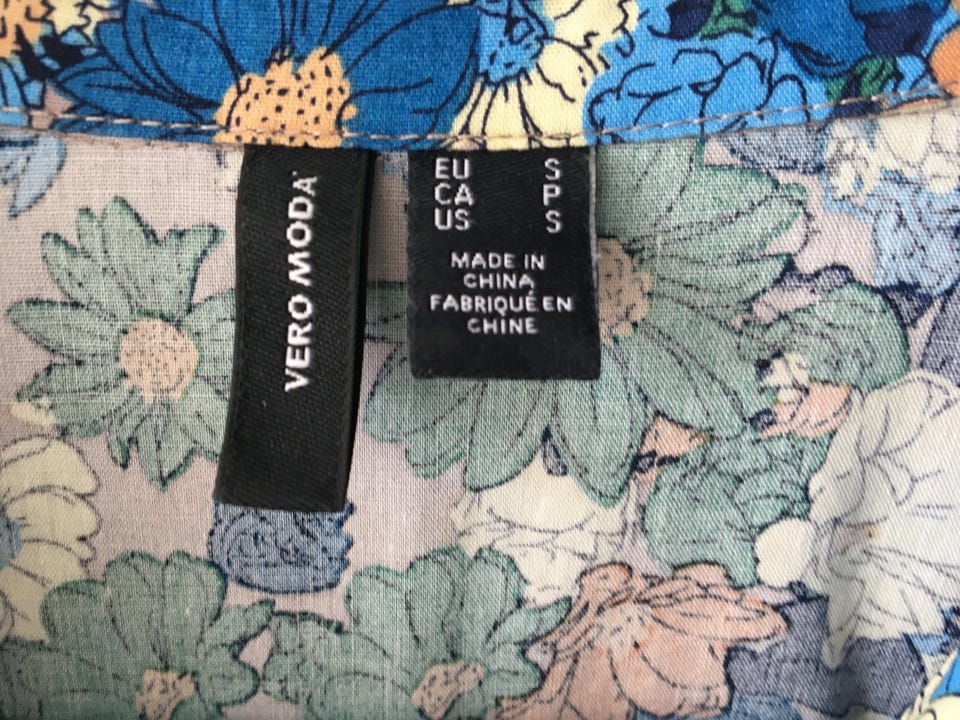 VERO MODA
EU S
CA P
US S
MADE IN
CHINA
FABRIQUÉ EN
CHINE